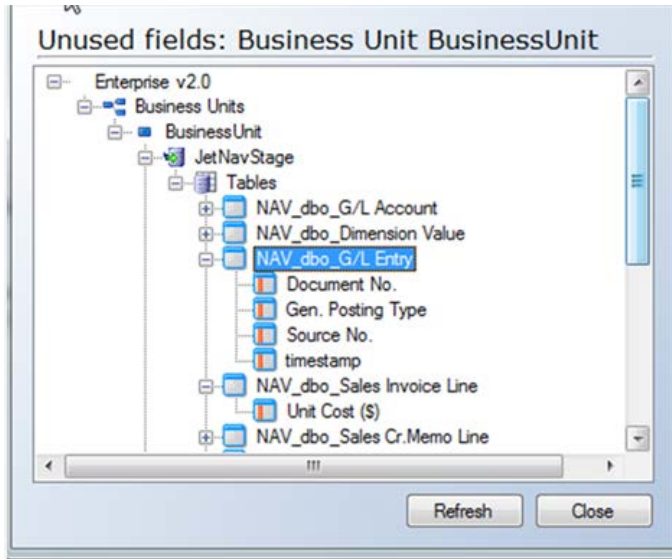 Unused fields: Business Unit BusinessUnit
Enterprise v2.0
Business Units
BusinessUnit
JetNavStage
Tables
NAV_dbo_G/L Account
NAV_dbo_Dimension Value
NAV_dbo_G/L Entry
Document No.
Gen. Posting Type
Source No.
timestamp
NAV_dbo_Sales Invoice Line
Unit Cost ($)
NAV_dbo_Sales Cr.Memo Line
Refresh Close